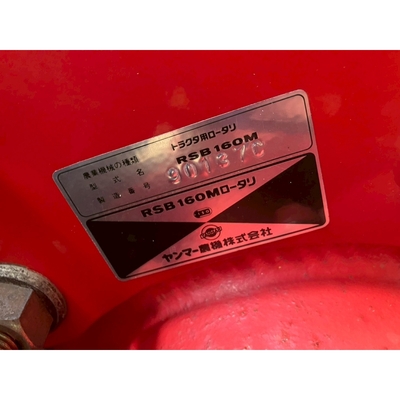 農業機械の種類 トラクタ用ロータリ
型式名 RSB160M
製造番号 901370
RSB160Mロータリ
ヤンマー農機株式会社